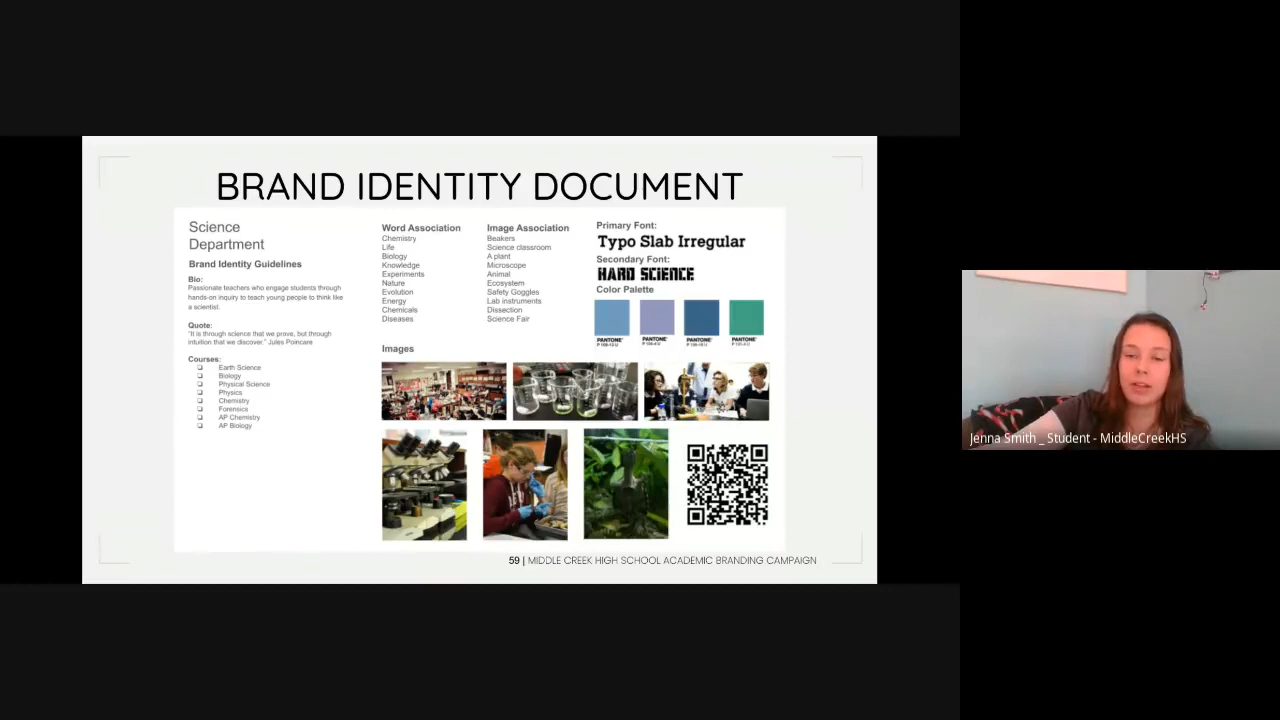 BRAND IDENTITY DOCUMENT
Science
Department
Brand Identity Guidelines
Bio:
Passionate teachers who engage students through
hands-on inquiry to teach young people to think like
a scientist.
Quote:
"It is through science that we prove, but through
intuition that we discover." Jules Poincare
Courses:
Earth Science
Biology
Physical Science
Physics
Chemistry
Forensics
AP Chemistry
AP Biology
Word Association
Chemistry
Life
Biology
Knowledge
Experiments
Nature
Evolution
Energy
Chemicals
Diseases
Image Association
Beakers
Science classroom
A plant
Microscope
Animal
Ecosystem
Safety Goggles
Lab instruments
Dissection
Science Fair
Primary Font:
Typo Slab Irregular
Secondary Font:
HARD SCIENCE
Color Palette
PANTONE
PANTONE
PANTONE
PANTONE
Images
59 | MIDDLE CREEK HIGH SCHOOL ACADEMIC BRANDING CAMPAIGN
Jenna Smith _ Student - MiddleCreekHS